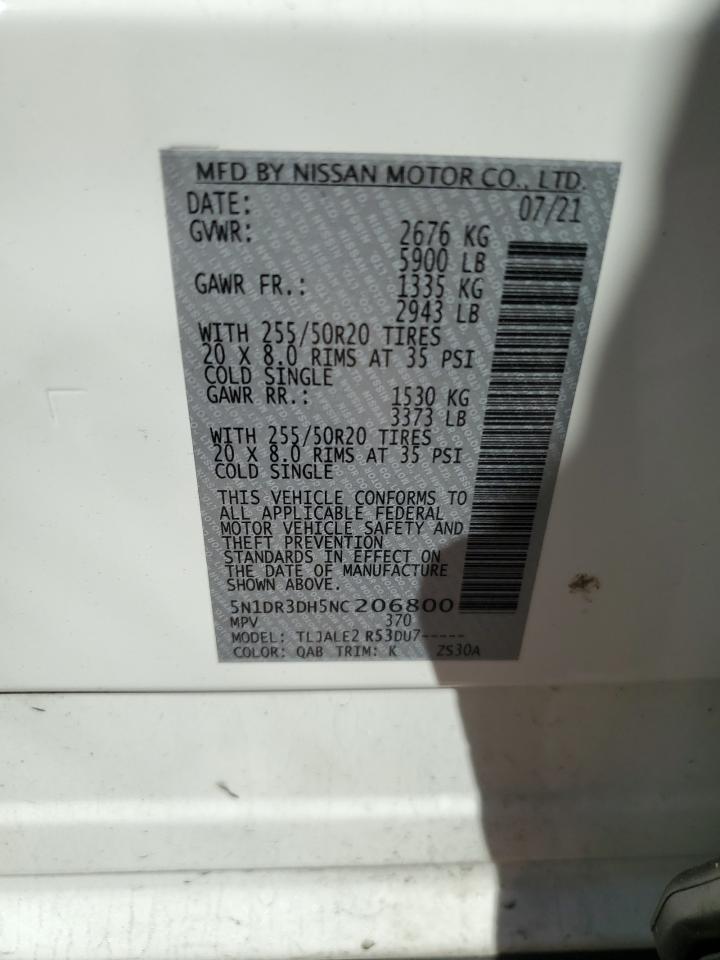 MFD BY NISSAN MOTOR CO., LTD.
DATE: 07/21
GVWR: 2676 KG
5900 LB
GAWR FR.: 1335 KG
2943 LB
WITH 255/50R20 TIRES
20 X 8.0 RIMS AT 35 PSI
COLD SINGLE
GAWR RR.: 1530 KG
3373 LB
WITH 255/50R20 TIRES
20 X 8.0 RIMS AT 35 PSI
COLD SINGLE
THIS VEHICLE CONFORMS TO
ALL APPLICABLE FEDERAL
MOTOR VEHICLE SAFETY AND
THEFT PREVENTION
STANDARDS IN EFFECT ON
THE DATE OF MANUFACTURE
SHOWN ABOVE.
5N1DR3DH5NC206800
MPV 370
MODEL: TLJALE2 R53DU7-----
COLOR: QAB TRIM: K ZS30A